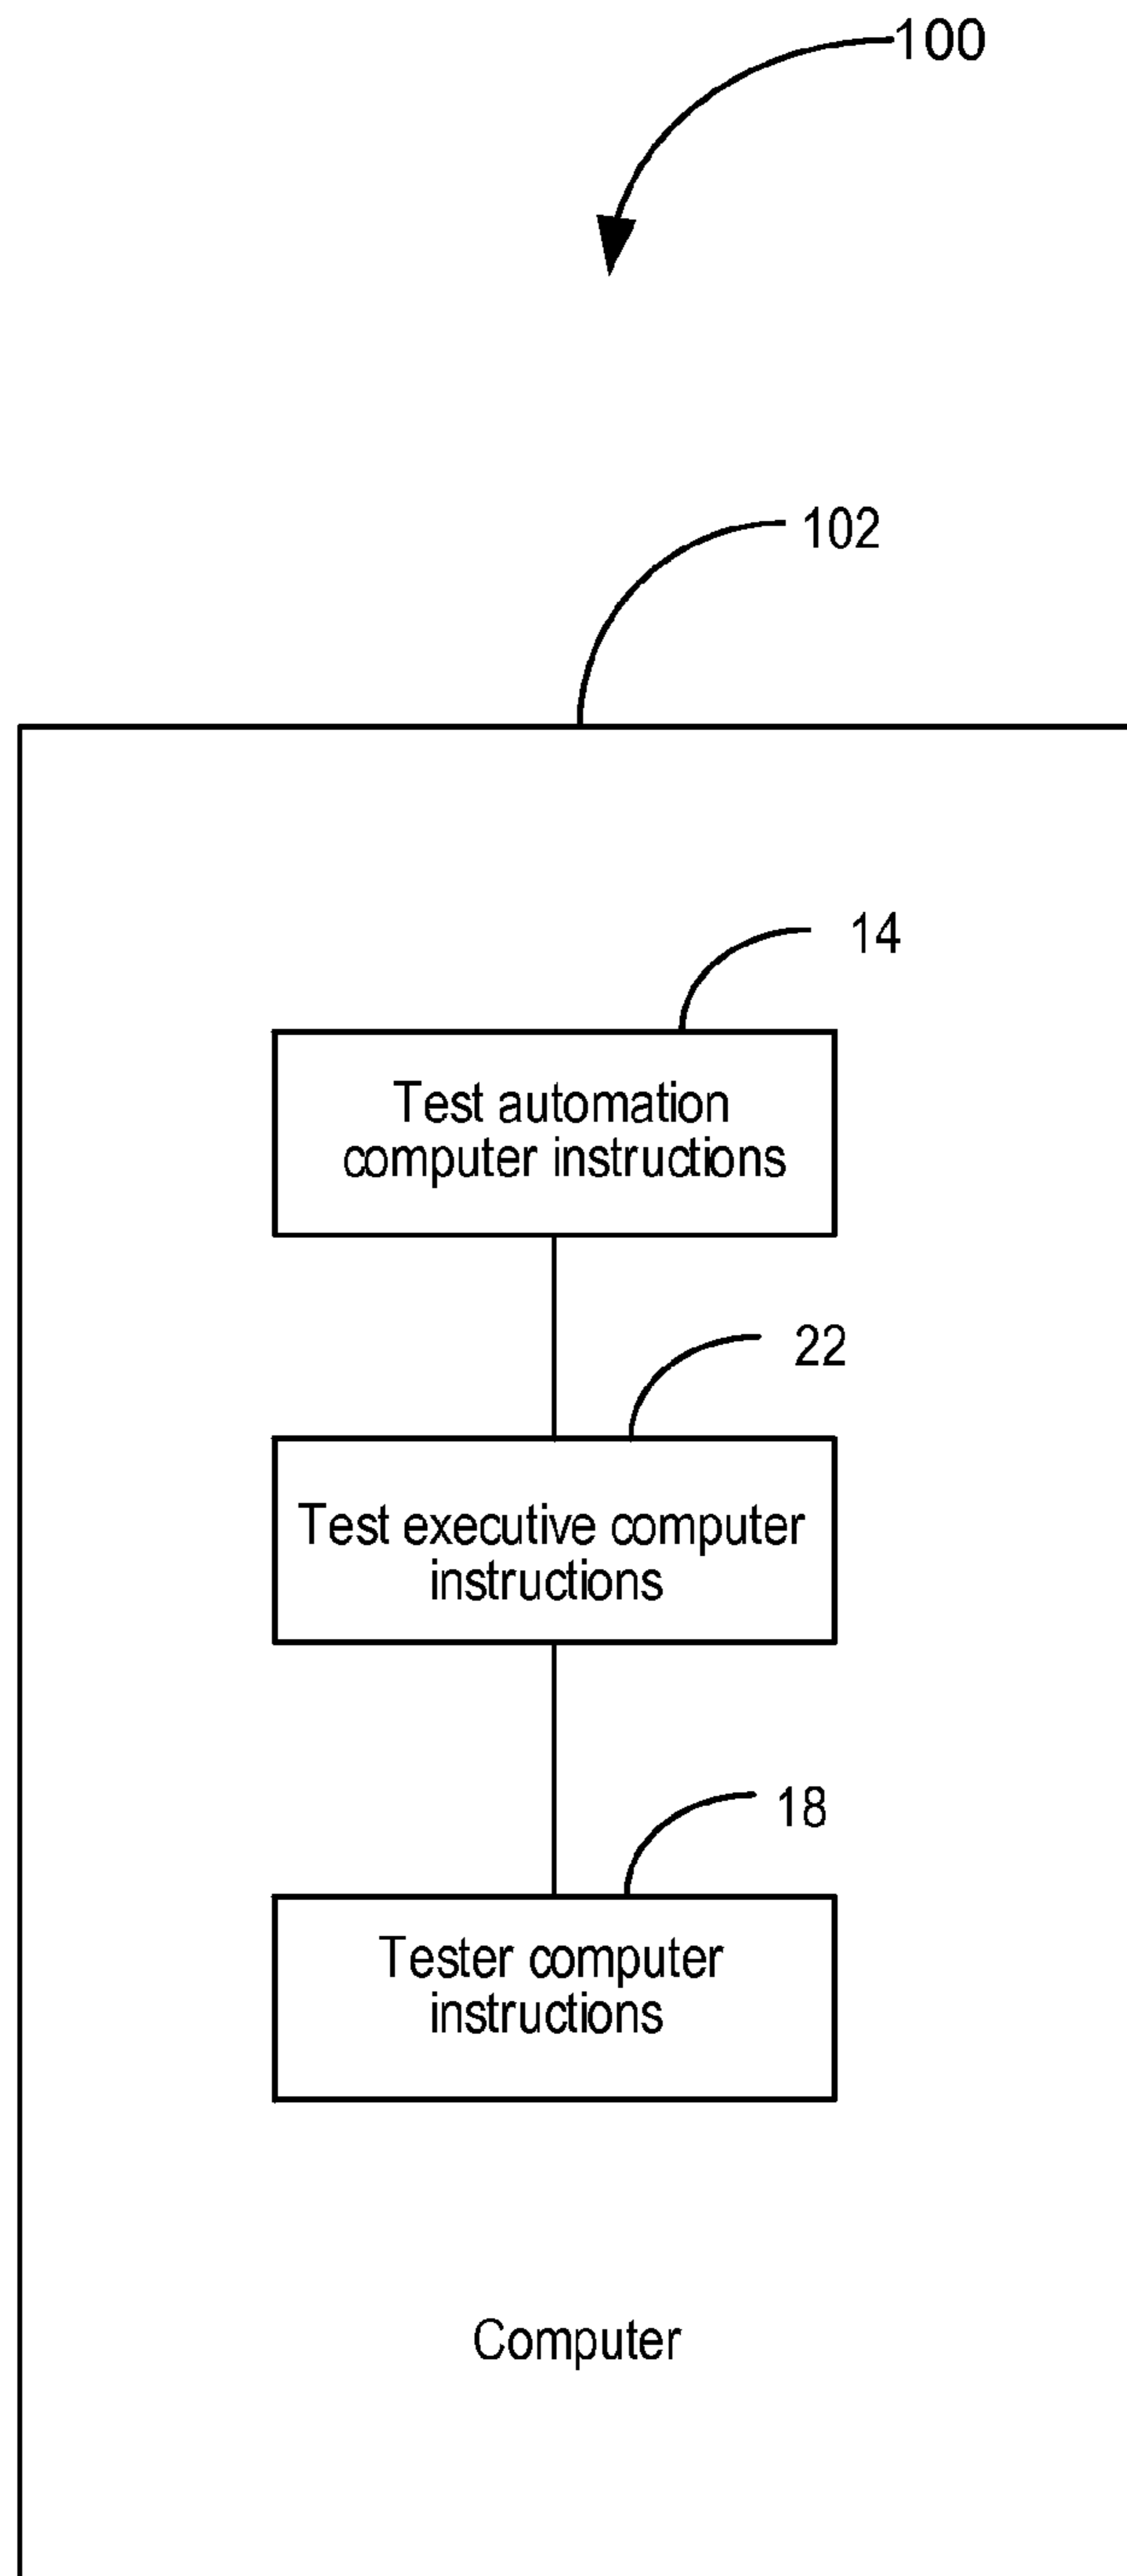 100
102
14
Test automation
computer instructions
22
Test executive computer
instructions
18
Tester computer
instructions
Computer